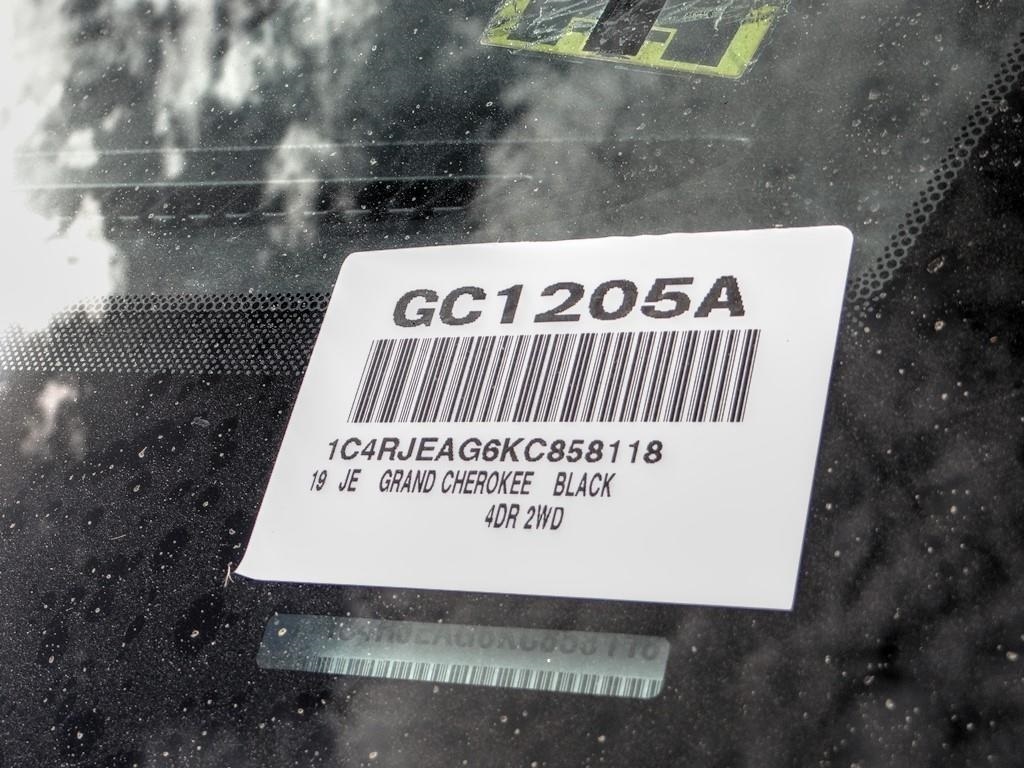 GC1205A
1C4RJEAG6KC858118
19 JE GRAND CHEROKEE BLACK
4DR 2WD